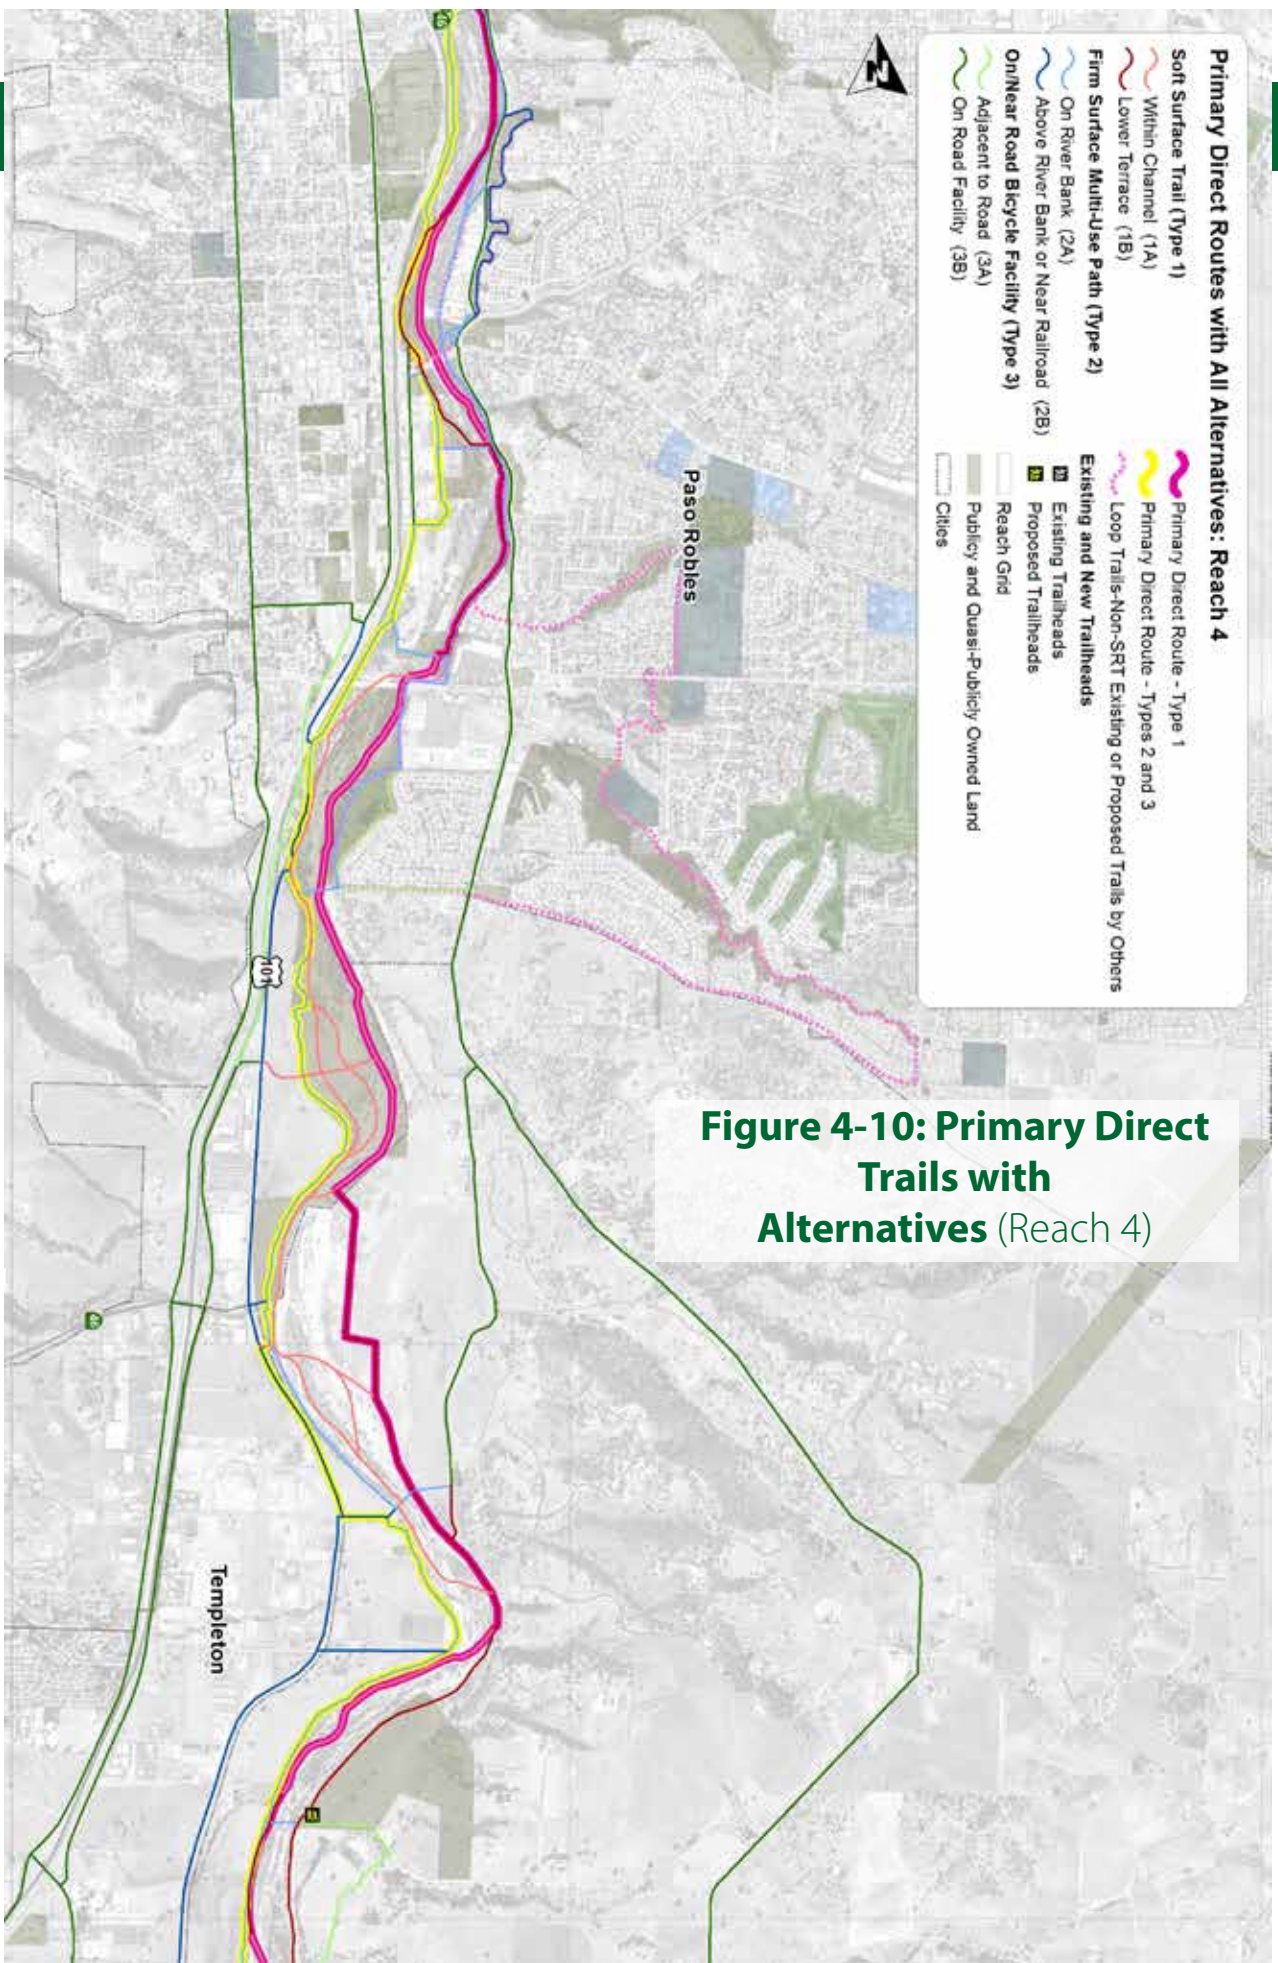 Primary Direct Routes with All Alternatives: Reach 4
Soft Surface Trail (Type 1)
Within Channel (1A)
Lower Terrace (1B)
Firm Surface Multi-Use Path (Type 2)
On River Bank (2A)
Above River Bank or Near Railroad (2B)
On/Near Road Bicycle Facility (Type 3)
Adjacent to Road (3A)
On Road Facility (3B)
Primary Direct Route - Type 1
Primary Direct Route - Types 2 and 3
Loop Trails-Non-SRT Existing or Proposed Trails by Others
Existing and New Trailheads
Existing Trailheads
Proposed Trailheads
Reach Grid
Publicy and Quasi-Publicly Owned Land
Cities
Paso Robles
101
46
46
Templeton
Figure 4-10: Primary Direct
Trails with
Alternatives (Reach 4)